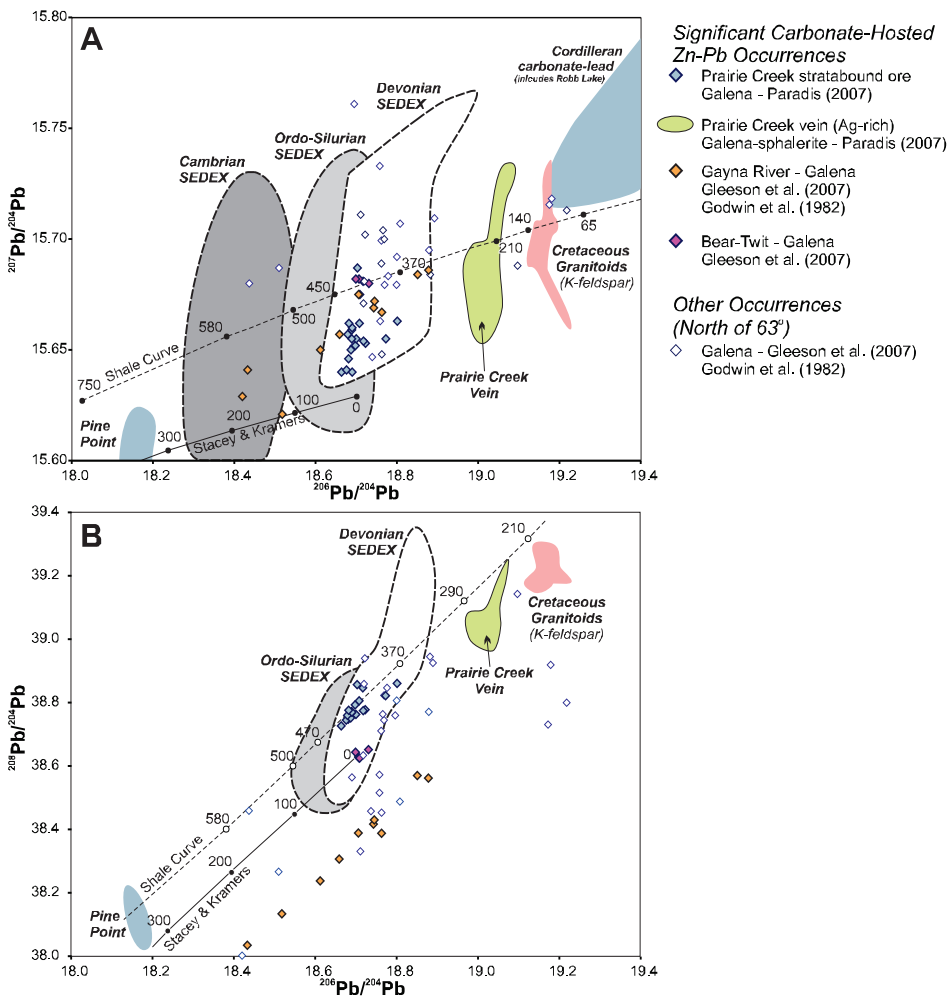 A
15.80
15.75
15.70
15.65
15.60
207Pb/204Pb
18.0
18.2
18.4
18.6
18.8
19.0
19.2
19.4
206Pb/204Pb
Cordilleran
carbonate-lead
(inlcudes Robb Lake)
Devonian
SEDEX
Ordo-Silurian
SEDEX
Cambrian
SEDEX
750
Shale Curve
580
500
450
370
210
140
65
Cretaceous
Granitoids
(K-feldspar)
Prairie Creek
Vein
Pine
Point
300
200
100
0
Stacey & Kramers
Significant Carbonate-Hosted
Zn-Pb Occurrences
Prairie Creek stratabound ore
Galena - Paradis (2007)
Prairie Creek vein (Ag-rich)
Galena-sphalerite - Paradis (2007)
Gayna River - Galena
Gleeson et al. (2007)
Godwin et al. (1982)
Bear-Twit - Galena
Gleeson et al. (2007)
Other Occurrences
(North of 63º)
Galena - Gleeson et al. (2007)
Godwin et al. (1982)
B
39.4
39.2
39.0
38.8
38.6
38.4
38.2
38.0
208Pb/204Pb
18.0
18.2
18.4
18.6
18.8
19.0
19.2
19.4
206Pb/204Pb
Devonian
SEDEX
210
290
370
Cretaceous
Granitoids
(K-feldspar)
Prairie Creek
Vein
Ordo-Silurian
SEDEX
470
500
580
0
100
200
300
Shale Curve
Stacey & Kramers
Pine
Point